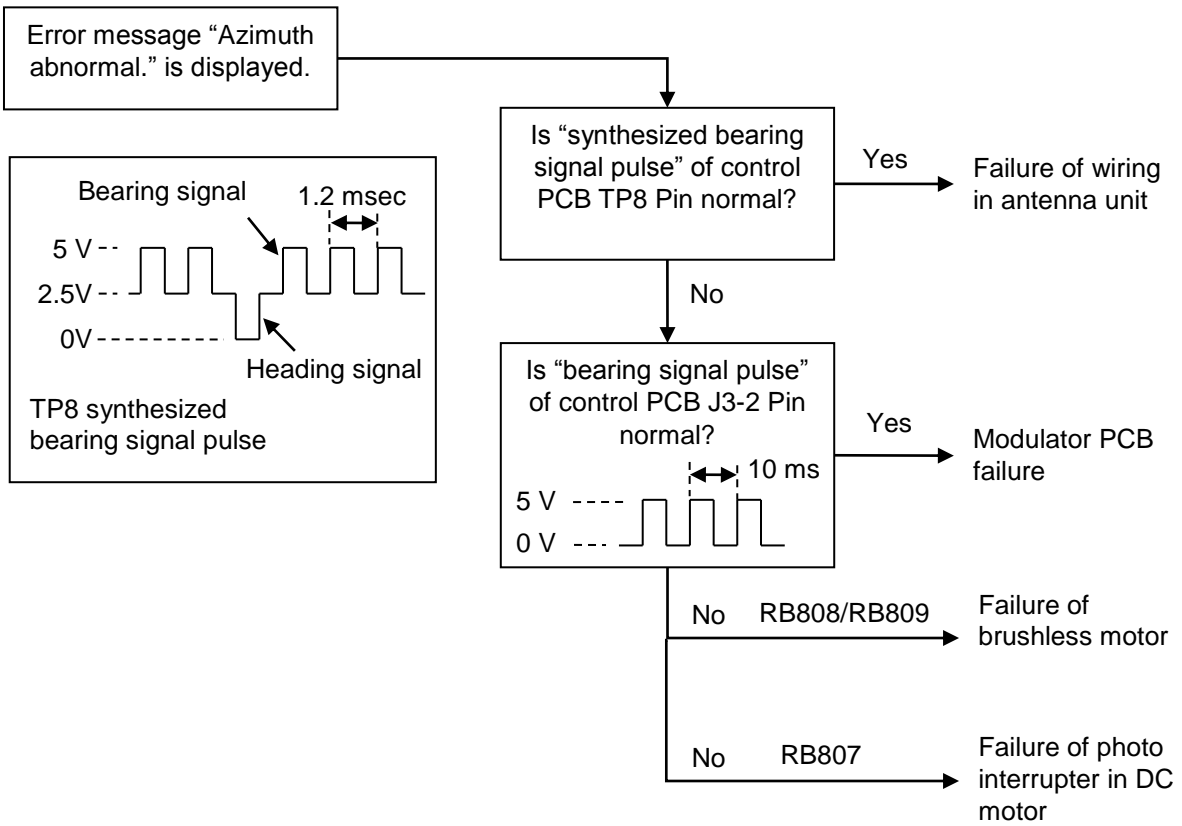 Error message “Azimuth
abnormal.” is displayed.
Is “synthesized bearing
signal pulse” of control
PCB TP8 Pin normal?
Yes
Failure of wiring
in antenna unit
Bearing signal
1.2 msec
5 V
2.5V
0V
Heading signal
TP8 synthesized
bearing signal pulse
No
Is “bearing signal pulse”
of control PCB J3-2 Pin
normal?
10 ms
5 V
0 V
Yes
Modulator PCB
failure
No RB808/RB809
Failure of
brushless motor
No RB807
Failure of photo
interrupter in DC
motor